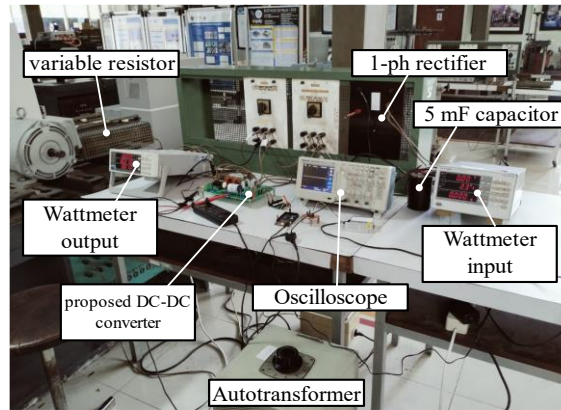 variable resistor
1-ph rectifier
5 mF capacitor
Wattmeter
output
Wattmeter
input
proposed DC-DC
converter
Oscilloscope
Autotransformer